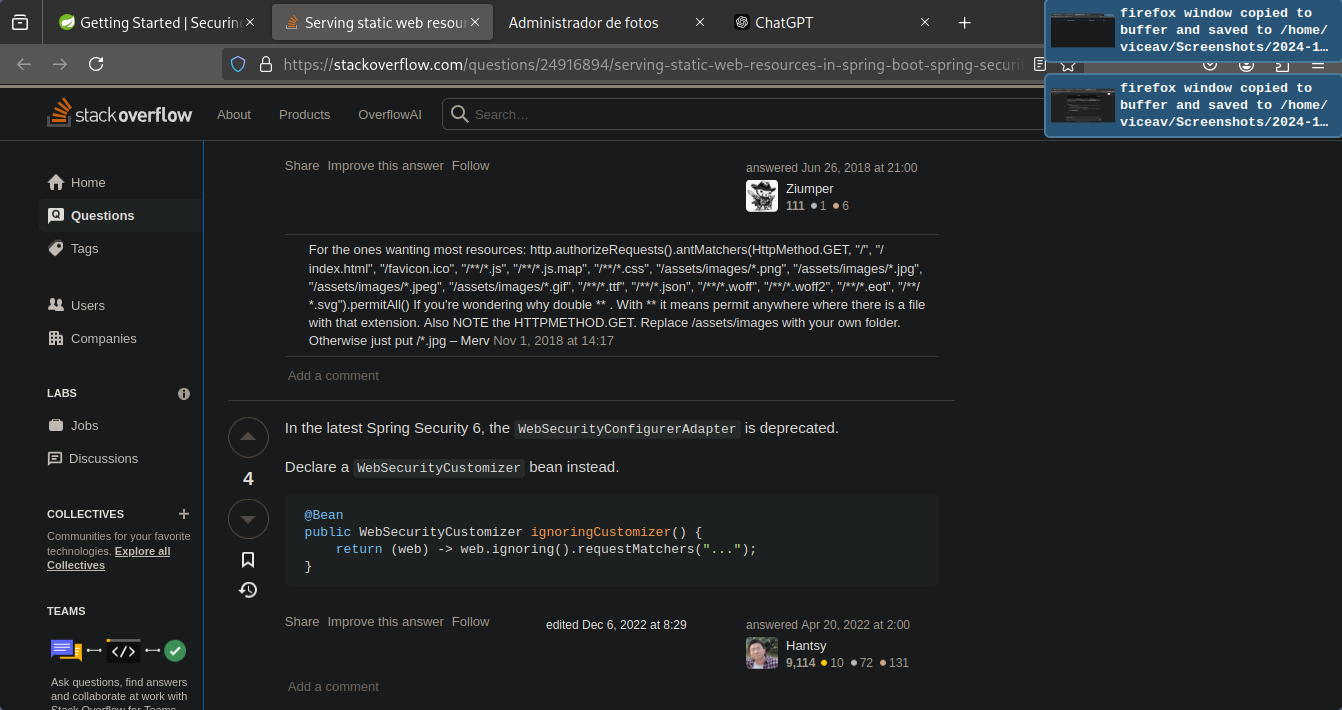 Getting Started | Securin
Serving static web resour
Administrador de fotos
ChatGPT
firefox window copied to
buffer and saved to /home/
viceav/Screenshots/2024-1…
https://stackoverflow.com/questions/24916894/serving-static-web-resources-in-spring-boot-spring-securi
firefox window copied to
buffer and saved to /home/
viceav/Screenshots/2024-1…
stackoverflow
About
Products
OverflowAI
Search…
Home
Questions
Tags
Users
Companies
LABS
Jobs
Discussions
COLLECTIVES
Communities for your favorite
technologies. Explore all
Collectives
TEAMS
</>
Ask questions, find answers
and collaborate at work with
Stack Overflow for Teams.
Share Improve this answer Follow
answered Jun 26, 2018 at 21:00
Ziumper
111 1 6
For the ones wanting most resources: http.authorizeRequests().antMatchers(HttpMethod.GET, "/", "/
index.html", "/favicon.ico", "/**/*.js", "/**/*.js.map", "/**/*.css", "/assets/images/*.png", "/assets/images/*.jpg",
"/assets/images/*.jpeg", "/assets/images/*.gif", "/**/*.ttf", "/**/*.json", "/**/*.woff", "/**/*.woff2", "/**/*.eot", "/**/
*.svg").permitAll() If you're wondering why double ** . With ** it means permit anywhere where there is a file
with that extension. Also NOTE the HTTPMETHOD.GET. Replace /assets/images with your own folder.
Otherwise just put /*.jpg – Merv Nov 1, 2018 at 14:17
Add a comment
4
In the latest Spring Security 6, the WebSecurityConfigurerAdapter is deprecated.
Declare a WebSecurityCustomizer bean instead.
@Bean
public WebSecurityCustomizer ignoringCustomizer() {
    return (web) -> web.ignoring().requestMatchers("...");
}
Share Improve this answer Follow
edited Dec 6, 2022 at 8:29
answered Apr 20, 2022 at 2:00
Hantsy
9,114 10 72 131
Add a comment